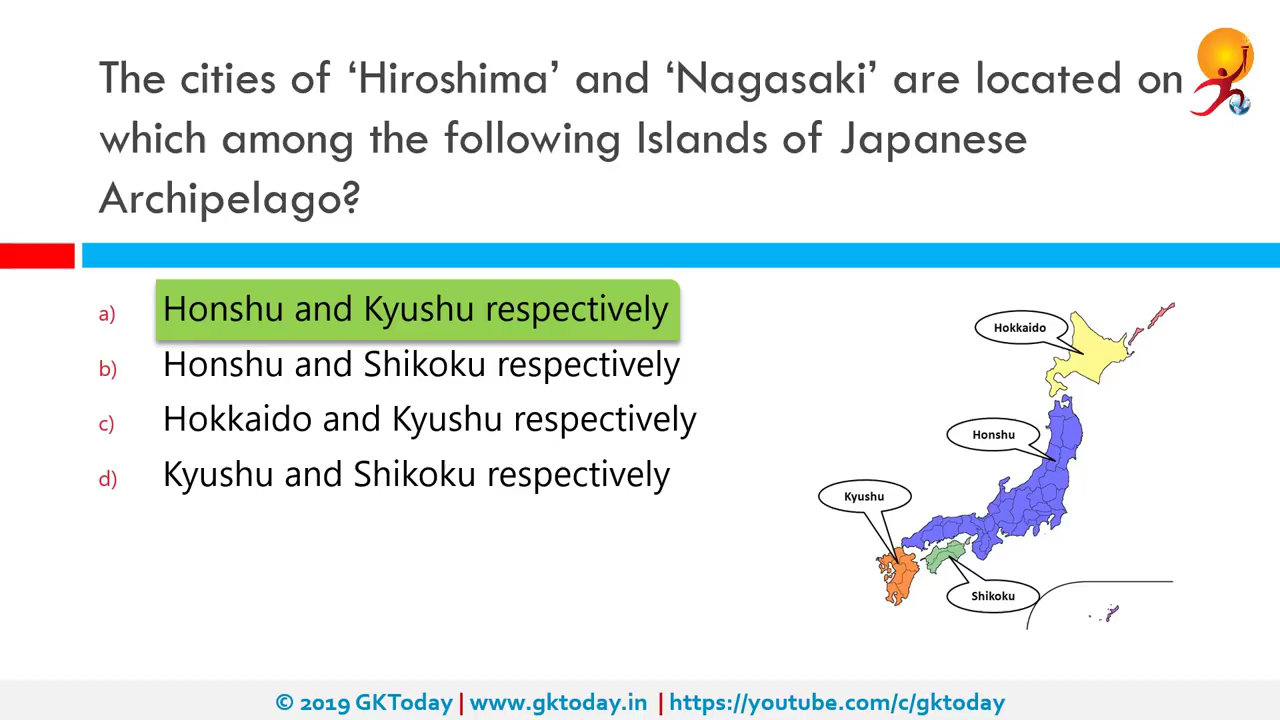 The cities of ‘Hiroshima’ and ‘Nagasaki’ are located on
which among the following Islands of Japanese
Archipelago?
a) Honshu and Kyushu respectively
b) Honshu and Shikoku respectively
c) Hokkaido and Kyushu respectively
d) Kyushu and Shikoku respectively
Hokkaido
Honshu
Kyushu
Shikoku
© 2019 GKToday | www.gktoday.in | https://youtube.com/c/gktoday